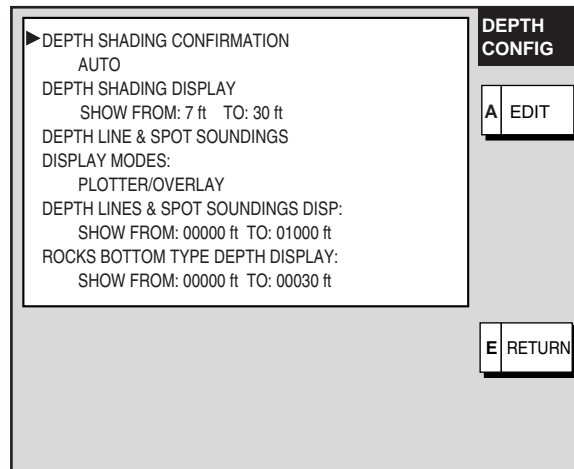 DEPTH SHADING CONFIRMATION
AUTO
DEPTH SHADING DISPLAY
SHOW FROM: 7 ft TO: 30 ft
DEPTH LINE & SPOT SOUNDINGS
DISPLAY MODES:
PLOTTER/OVERLAY
DEPTH LINES & SPOT SOUNDINGS DISP:
SHOW FROM: 00000 ft TO: 01000 ft
ROCKS BOTTOM TYPE DEPTH DISPLAY:
SHOW FROM: 00000 ft TO: 00030 ft
DEPTH
CONFIG
A EDIT
E RETURN